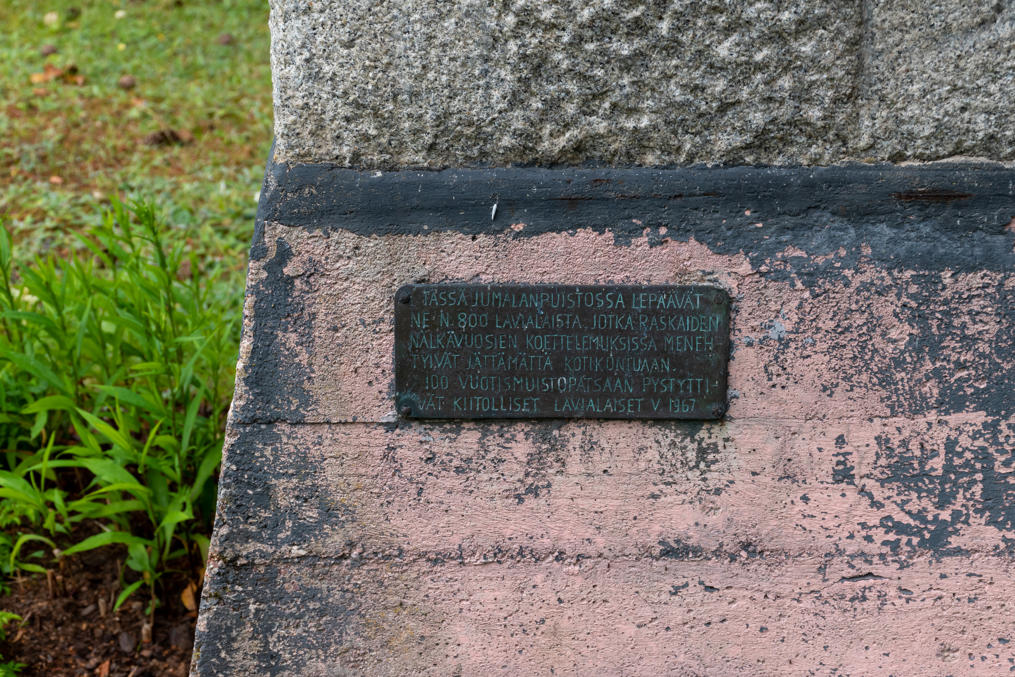 TÄSSÄ JUMALANPUISTOSSA LEPÄÄVÄT
NE N. 800 LAVIALAISTA, JOTKA RASKAIDEN
NÄLKÄVUOSIEN KOETTELEMUKSISSA MENEH
TYIVÄT JÄTTÄMÄTTÄ KOTIKONTUAAN.
100 VUOTISMUISTOPATSAAN PYSTYTTI-
VÄT KIITOLLISET LAVIALAISET V. 1967